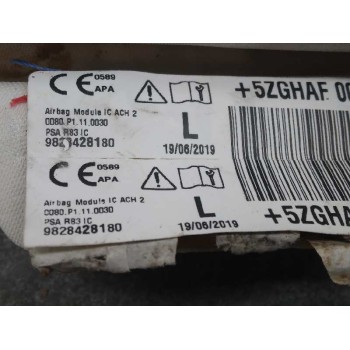 CE 0589
APA
Airbag Module IC ACH 2
0080.P1.11.0030
PSA R83 IC
9828428180
L
19/06/2019
+5ZGHAF
CE 0589
APA
Airbag Module IC ACH 2
0080.P1.11.0030
PSA R83 IC
9828428180
L
19/06/2019
+5ZGHA